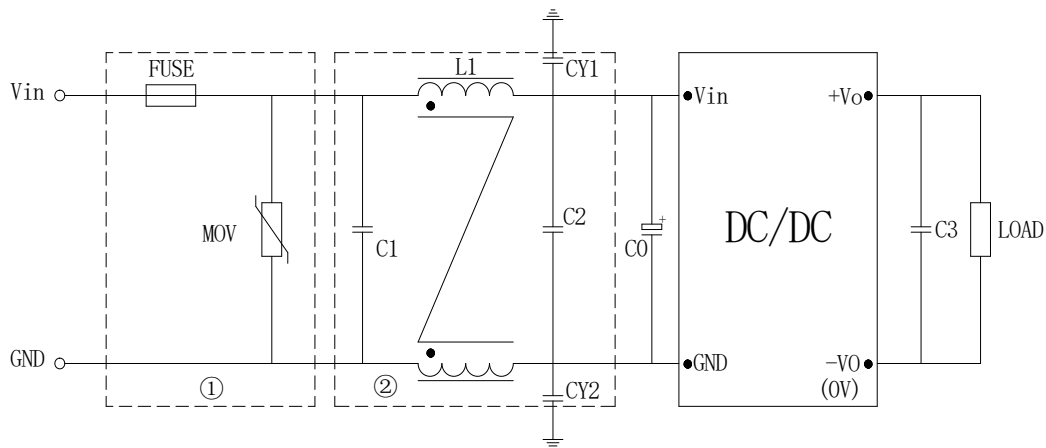 FUSE
L1
CY1
Vin
Vin
+Vo
MOV
C1
C2
+
C0
DC/DC
C3
LOAD
GND
GND
-VO
(0V)
①
②
CY2